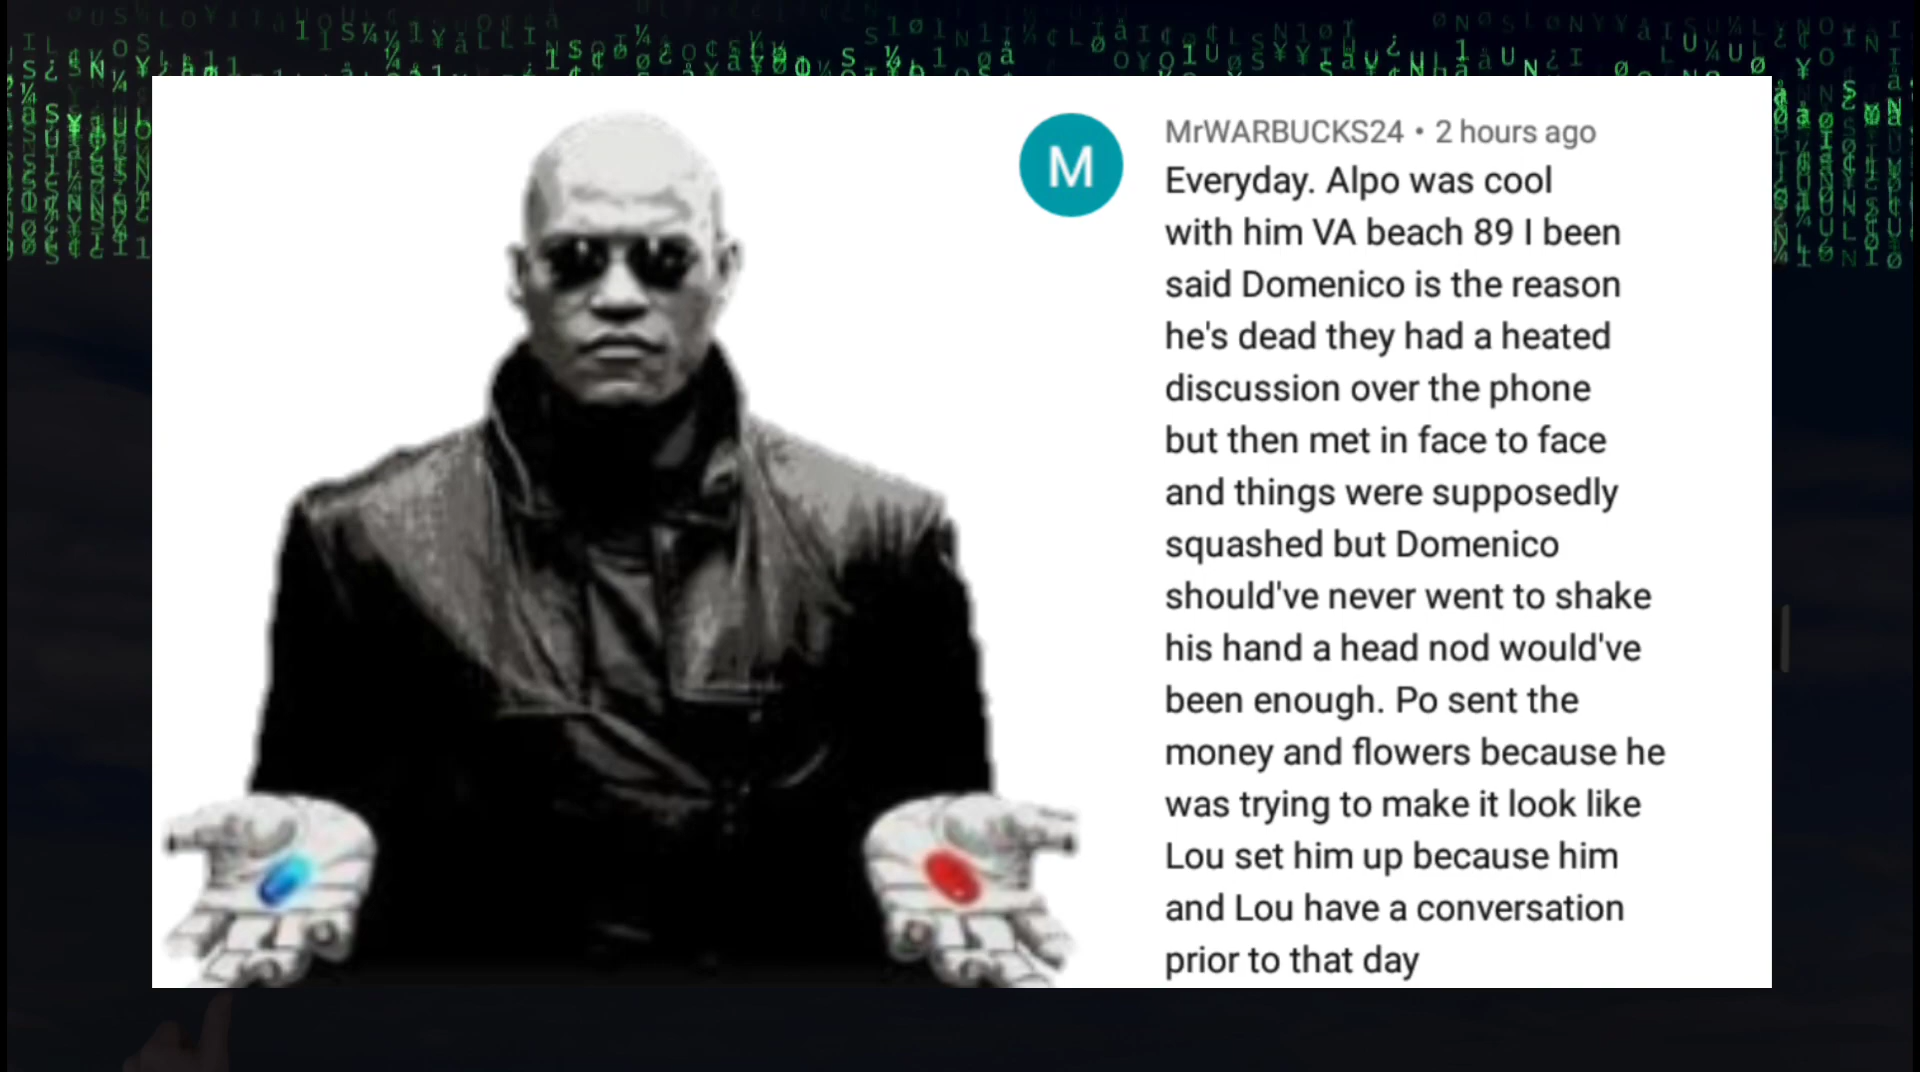 M
MrWARBUCKS24 • 2 hours ago
Everyday. Alpo was cool
with him VA beach 89 I been
said Domenico is the reason
he's dead they had a heated
discussion over the phone
but then met in face to face
and things were supposedly
squashed but Domenico
should've never went to shake
his hand a head nod would've
been enough. Po sent the
money and flowers because he
was trying to make it look like
Lou set him up because him
and Lou have a conversation
prior to that day